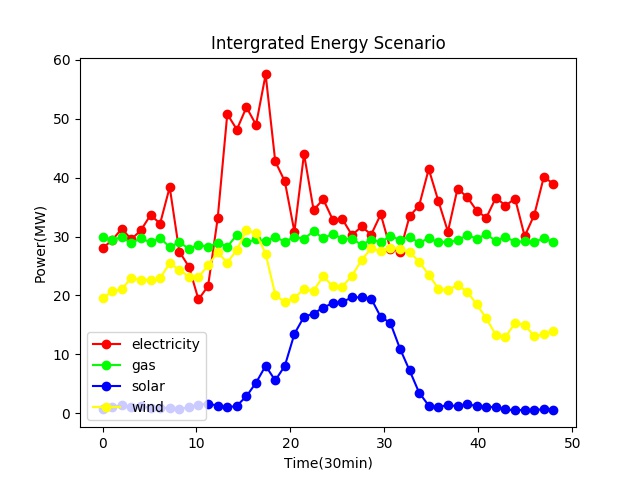 Intergrated Energy Scenario
60
50
40
30
20
10
0
Power(MW)
electricity
gas
solar
wind
0 10 20 30 40 50
Time(30min)